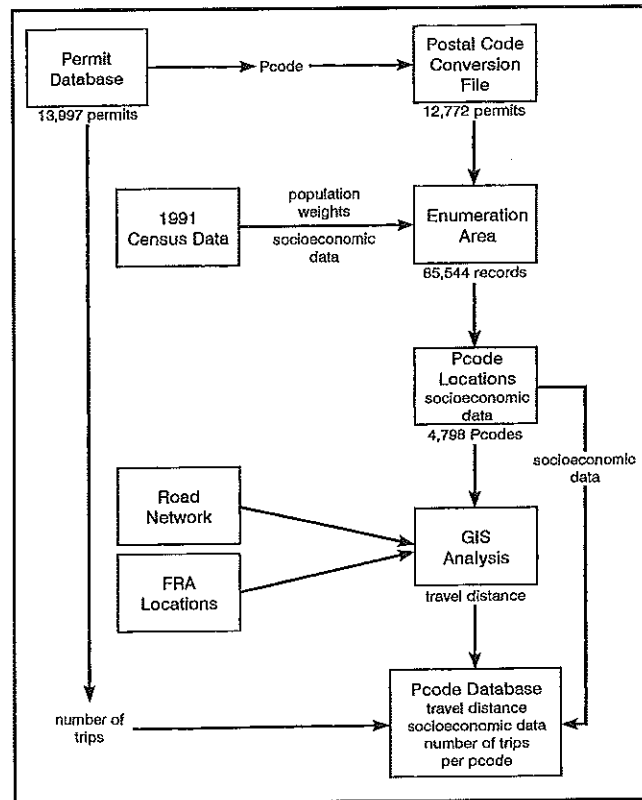 Permit
Database
13,997 permits
Pcode
Postal Code
Conversion
File
12,772 permits
1991
Census Data
population
weights
socioeconomic
data
Enumeration
Area
65,544 records
Pcode
Locations
socioeconomic
data
4,798 Pcodes
socioeconomic
data
Road
Network
FRA
Locations
GIS
Analysis
travel distance
number of
trips
Pcode Database
travel distance
socioeconomic data
number of trips
per pcode